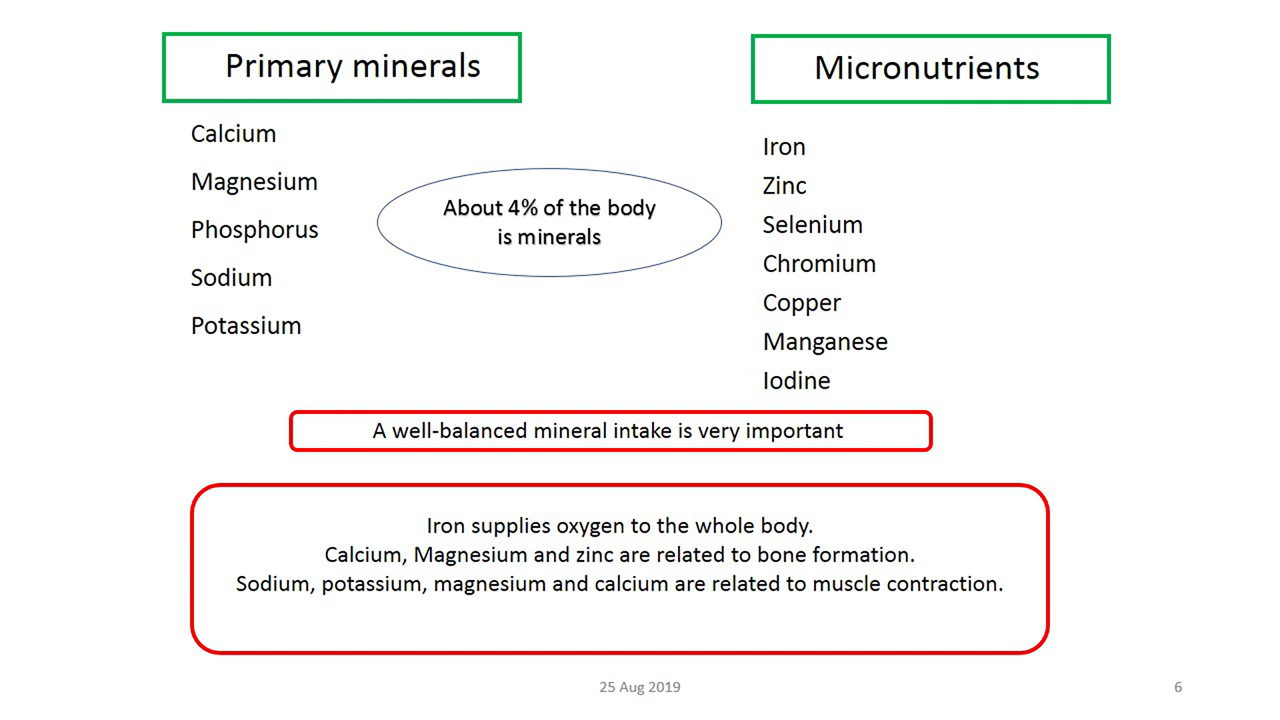 Primary minerals
Calcium
Magnesium
Phosphorus
Sodium
Potassium
About 4% of the body
is minerals
Micronutrients
Iron
Zinc
Selenium
Chromium
Copper
Manganese
Iodine
A well-balanced mineral intake is very important
Iron supplies oxygen to the whole body.
Calcium, Magnesium and zinc are related to bone formation.
Sodium, potassium, magnesium and calcium are related to muscle contraction.
25 Aug 2019
6